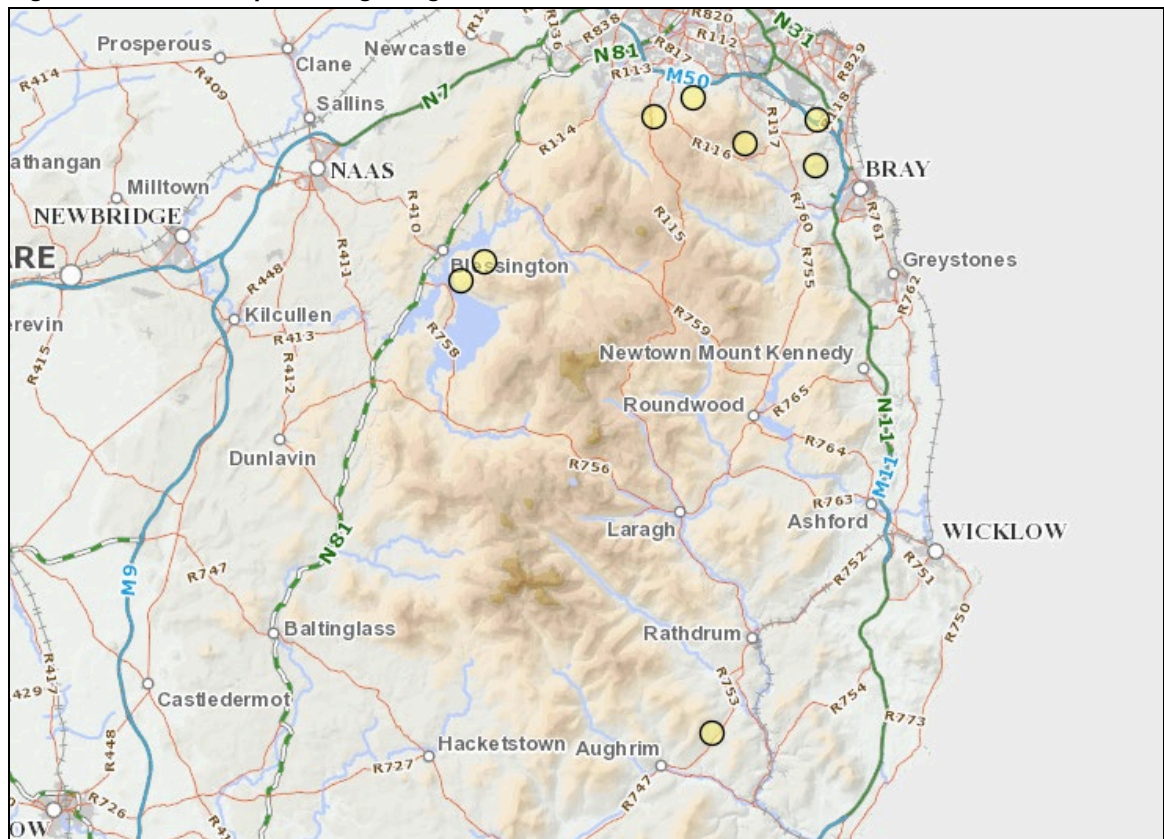 R136
R838
R820
N31
Prosperous
Newcastle
N81
R817
R112
R829
Clane
R113
M50
R414
R409
N7
Sallins
R118
R114
R117
R116
athangan
NAAS
BRAY
Milltown
R410
NEWBRIDGE
R115
R760
R761
ARE
R411
Blessington
R755
Greystones
R448
R762
Kilcullen
erevin
R413
R758
R759
R415
R412
Newtown Mount Kennedy
Roundwood
R765
N11
Dunlavin
R764
R756
M11
R763
Laragh
Ashford
N81
WICKLOW
R752
R751
M9
R747
R750
Baltinglass
Rathdrum
R417
R753
429
Castledermot
R754
R773
R448
Hacketstown
Aughrim
R727
R747
R726
OW